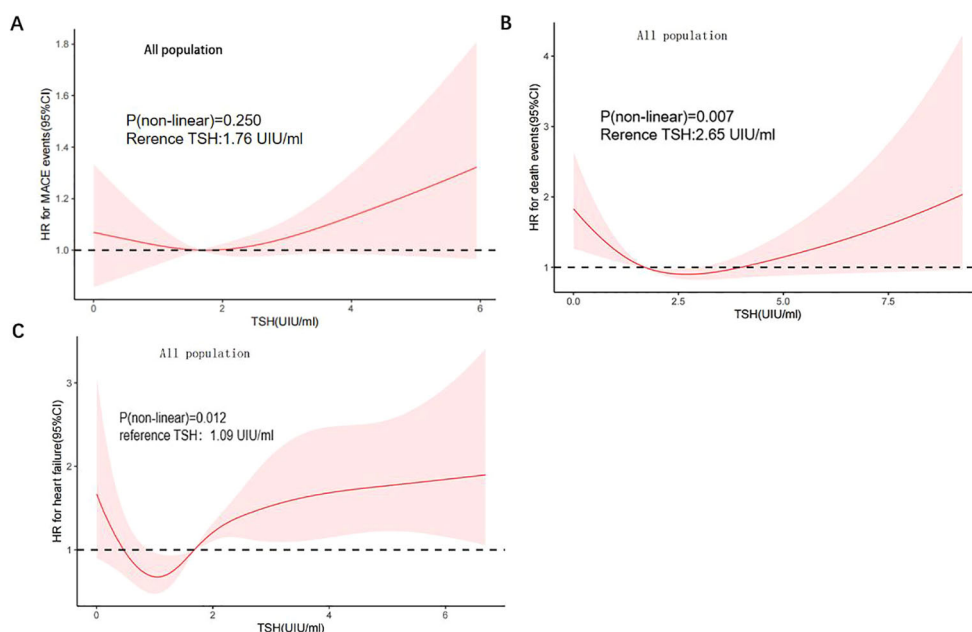 A
All population
P(non-linear)=0.250
Rerence TSH:1.76 UIU/ml
HR for MACE events(95%CI)
1.8
1.6
1.4
1.2
1.0
0
2
4
6
TSH(UIU/ml)
B
All population
P(non-linear)=0.007
Rerence TSH:2.65 UIU/ml
HR for death events(95%CI)
4
3
2
1
0.0
2.5
5.0
7.5
TSH(UIU/ml)
C
All population
P(non-linear)=0.012
reference TSH: 1.09 UIU/ml
HR for heart failure(95%CI)
3
2
1
0
2
4
6
TSH(UIU/ml)